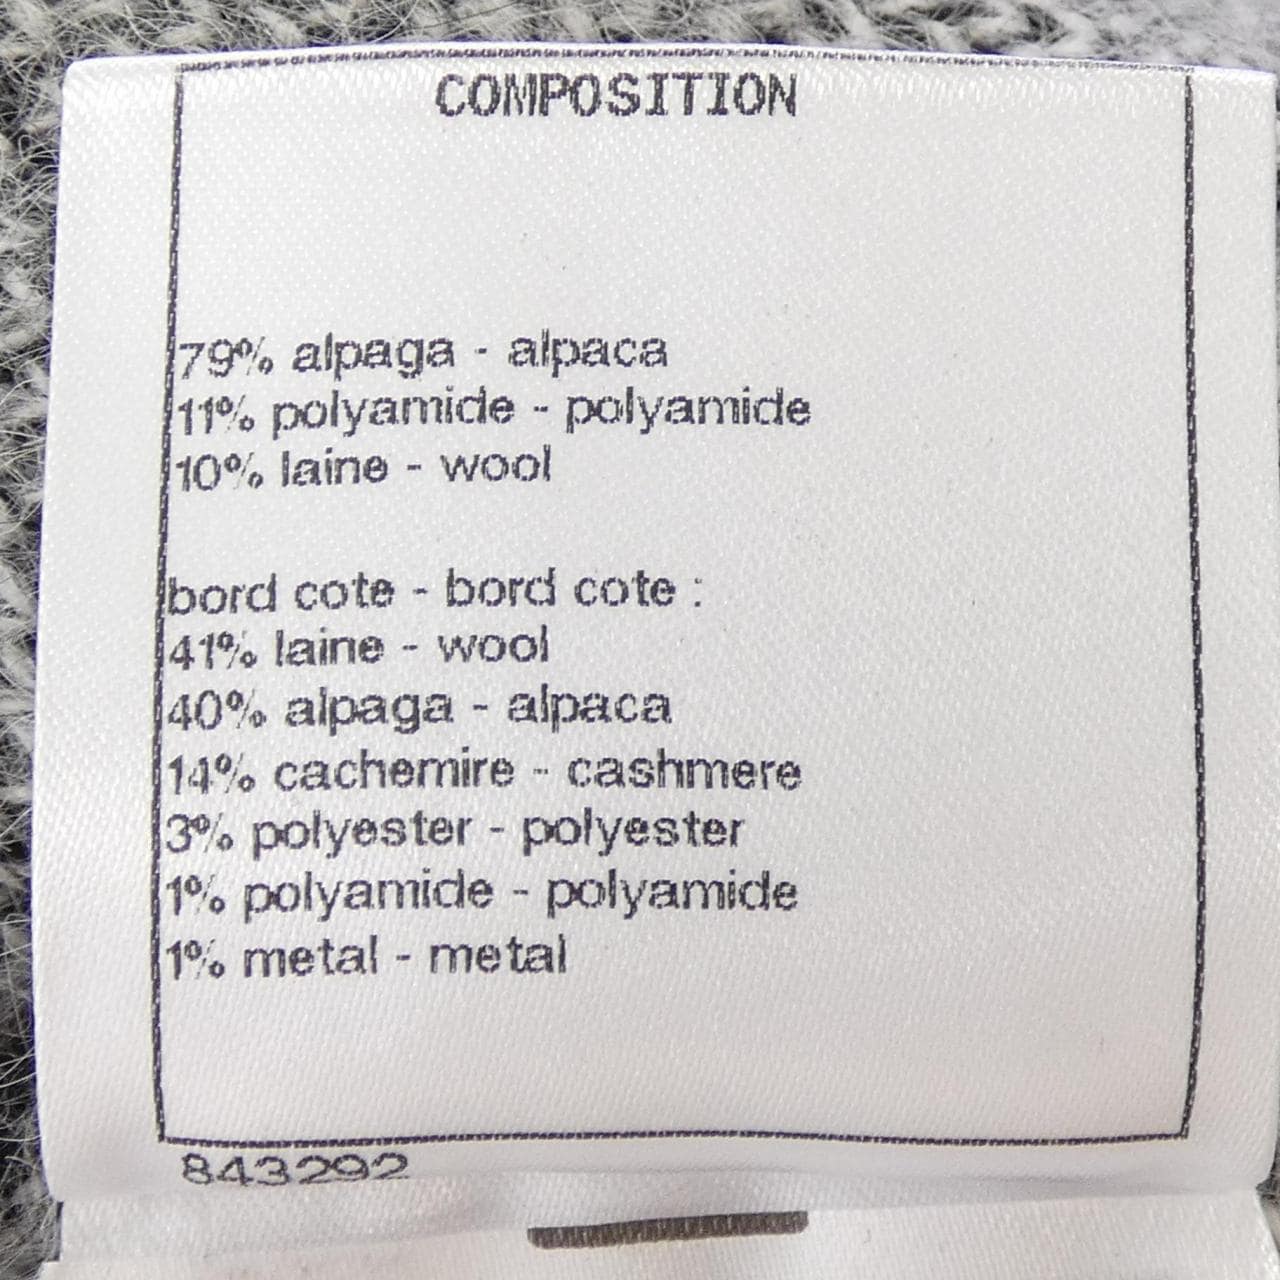 COMPOSITION
79% alpaga - alpaca
11% polyamide - polyamide
10% laine - wool
bord cote - bord cote :
41% laine - wool
40% alpaga - alpaca
14% cachemire - cashmere
3% polyester - polyester
1% polyamide - polyamide
1% metal - metal
843292